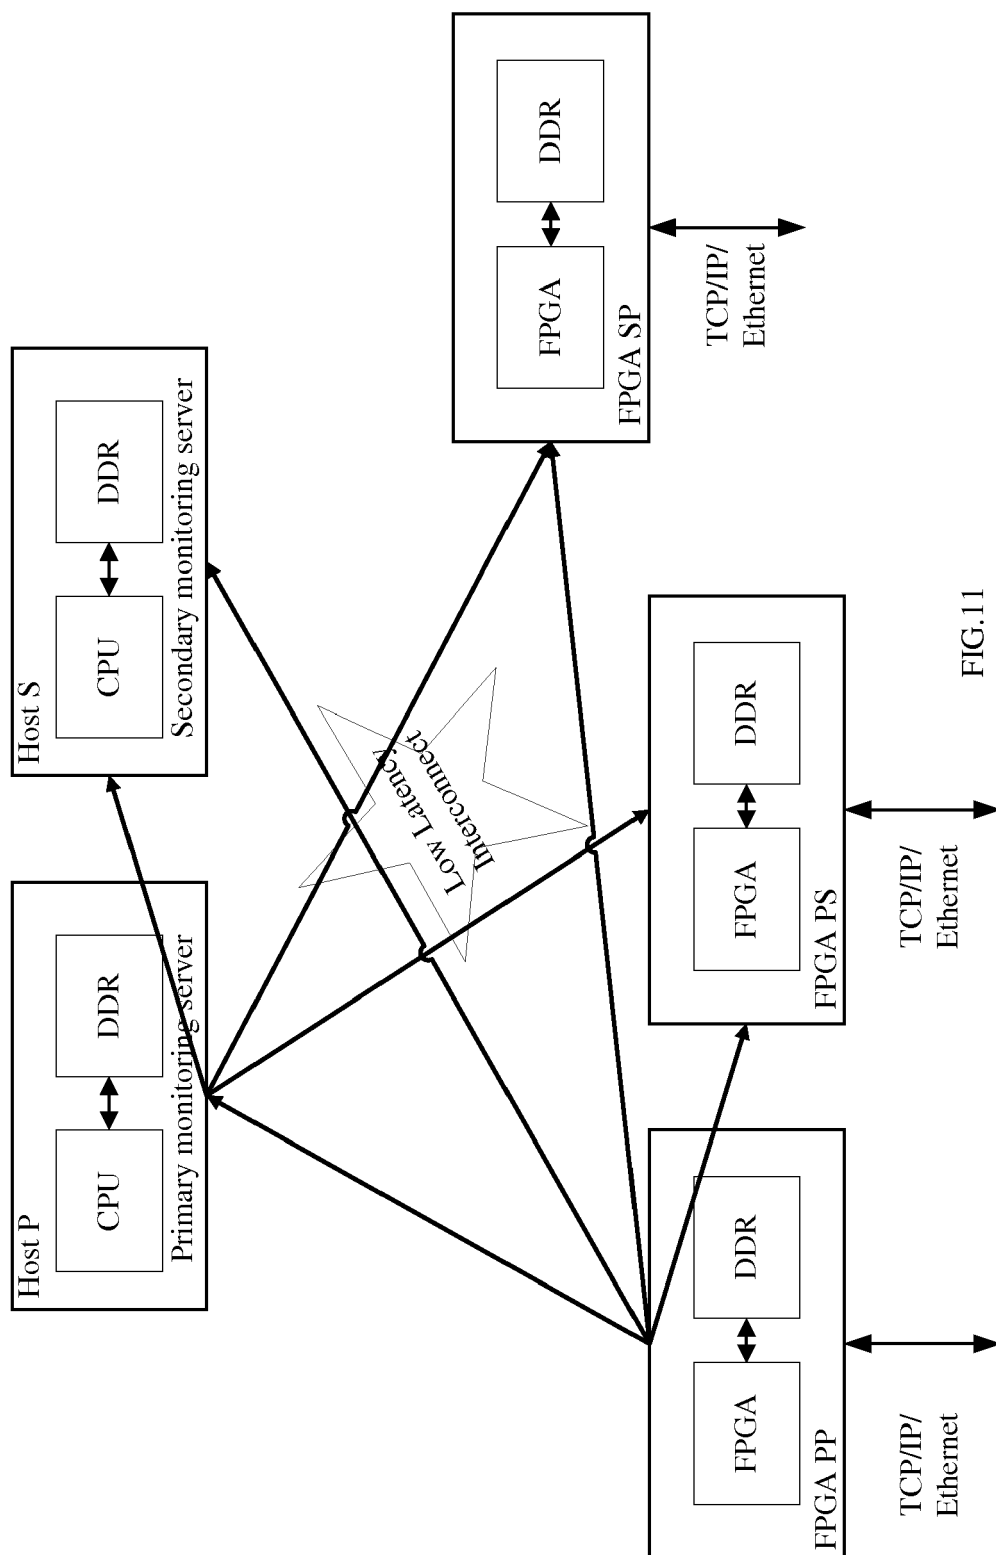 Host P
CPU
DDR
Primary monitoring server
Host S
CPU
DDR
Secondary monitoring server
Low Latency
Interconnect
FPGA
DDR
FPGA SP
TCP/IP/
Ethernet
FPGA
DDR
FPGA PP
TCP/IP/
Ethernet
FPGA
DDR
FPGA PS
TCP/IP/
Ethernet
FIG.11